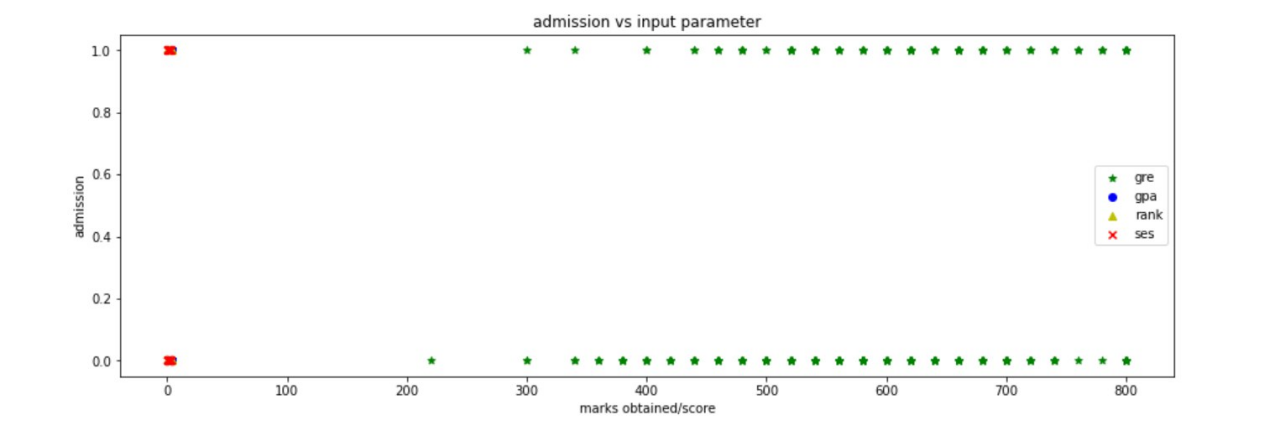 admission vs input parameter
1.0
0.8
0.6
0.4
0.2
0.0
admission
gre
gpa
rank
ses
0 100 200 300 400 500 600 700 800
marks obtained/score